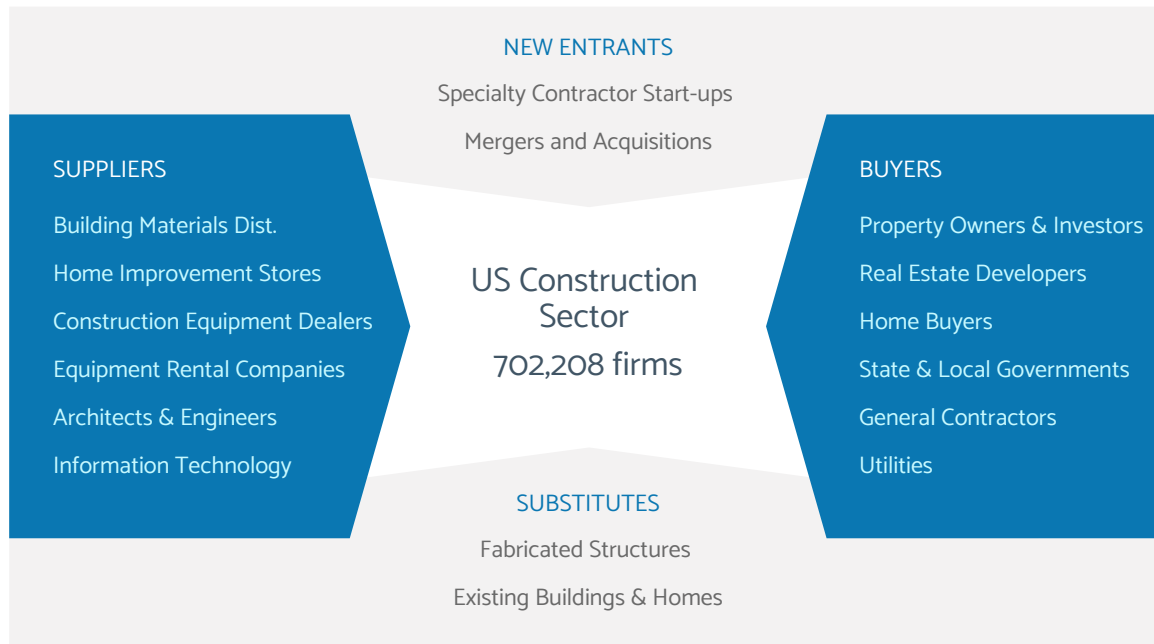 NEW ENTRANTS
Specialty Contractor Start-ups
Mergers and Acquisitions
SUPPLIERS
Building Materials Dist.
Home Improvement Stores
Construction Equipment Dealers
Equipment Rental Companies
Architects & Engineers
Information Technology
US Construction
Sector
702,208 firms
BUYERS
Property Owners & Investors
Real Estate Developers
Home Buyers
State & Local Governments
General Contractors
Utilities
SUBSTITUTES
Fabricated Structures
Existing Buildings & Homes